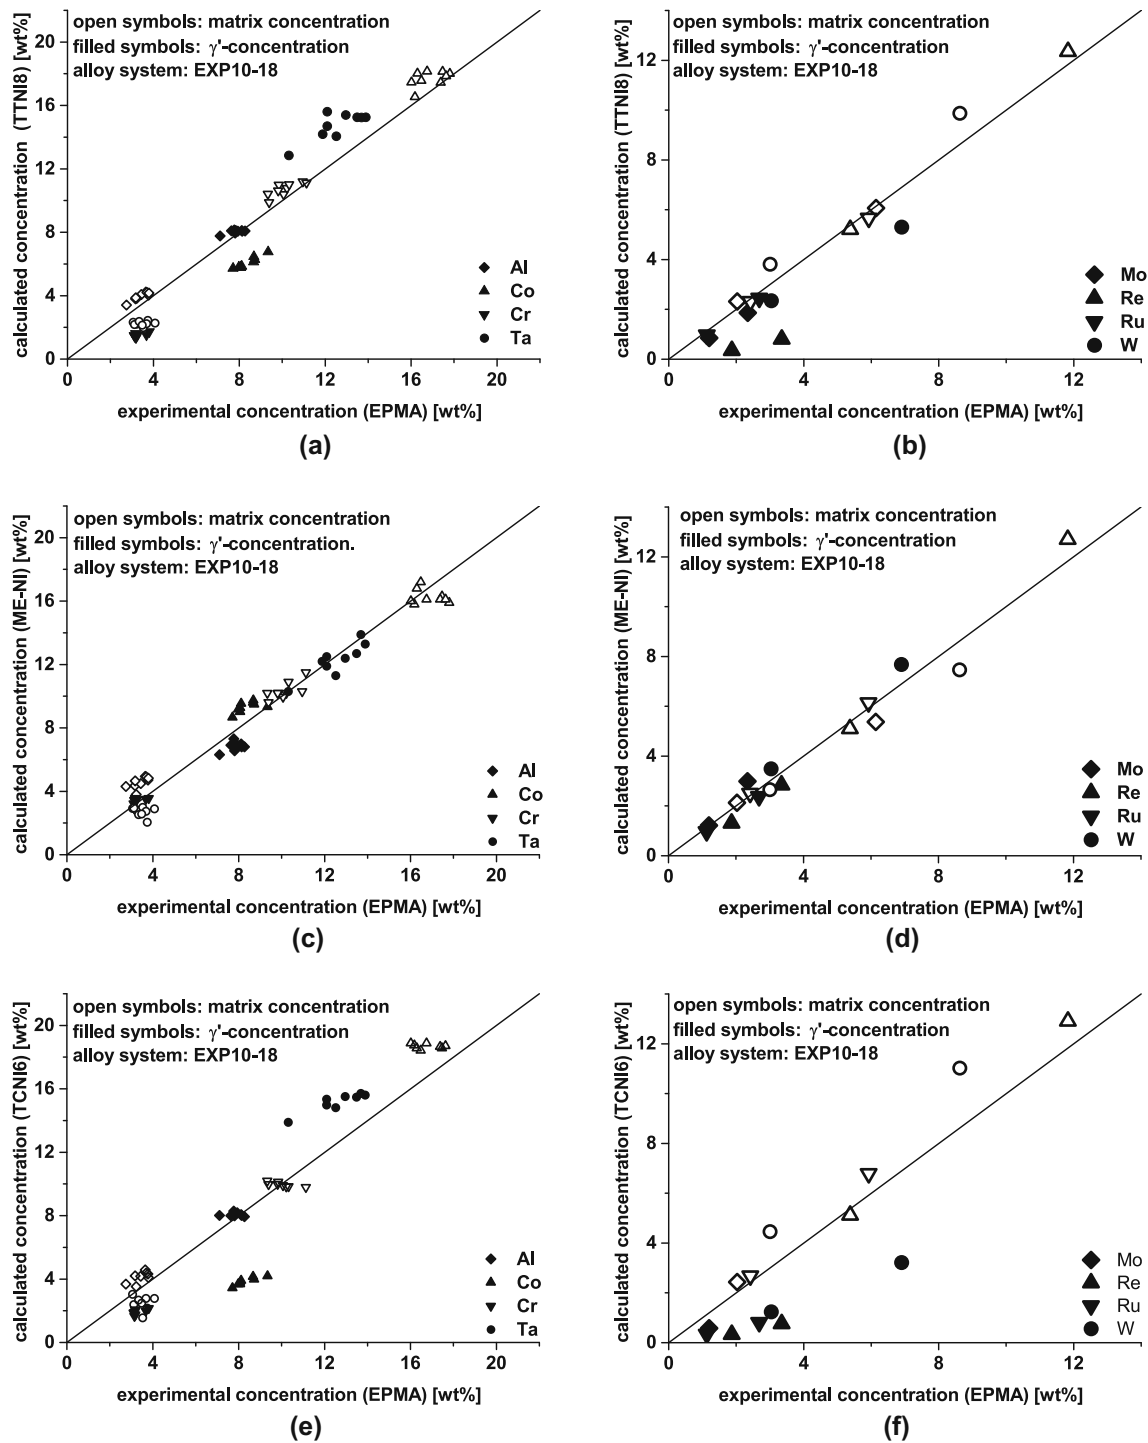 open symbols: matrix concentration
filled symbols: γ'-concentration
alloy system: EXP10-18
calculated concentration (TTNI8) [wt%]
20
16
12
8
4
0
0 4 8 12 16 20
Al
Co
Cr
Ta
experimental concentration (EPMA) [wt%]
(a)
open symbols: matrix concentration
filled symbols: γ'-concentration
alloy system: EXP10-18
calculated concentration (TTNI8) [wt%]
12
8
4
0
0 4 8 12
Mo
Re
Ru
W
experimental concentration (EPMA) [wt%]
(b)
open symbols: matrix concentration
filled symbols: γ'-concentration.
alloy system: EXP10-18
calculated concentration (ME-NI) [wt%]
20
16
12
8
4
0
0 4 8 12 16 20
Al
Co
Cr
Ta
experimental concentration (EPMA) [wt%]
(c)
open symbols: matrix concentration
filled symbols: γ'-concentration
alloy system: EXP10-18
calculated concentration (ME-NI) [wt%]
12
8
4
0
0 4 8 12
Mo
Re
Ru
W
experimental concentration (EPMA) [wt%]
(d)
open symbols: matrix concentration
filled symbols: γ'-concentration
alloy system: EXP10-18
calculated concentration (TCNI6) [wt%]
20
16
12
8
4
0
0 4 8 12 16 20
Al
Co
Cr
Ta
experimental concentration (EPMA) [wt%]
(e)
open symbols: matrix concentration
filled symbols: γ'-concentration
alloy system: EXP10-18
calculated concentration (TCNI6) [wt%]
12
8
4
0
0 4 8 12
Mo
Re
Ru
W
experimental concentration (EPMA) [wt%]
(f)